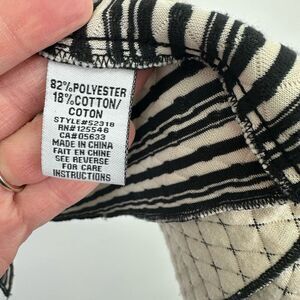 82%POLYESTER
18%COTTON/
COTON
STYLE#52318
RN#125546
CA#05633
MADE IN CHINA
FAIT EN CHINE
SEE REVERSE
FOR CARE
INSTRUCTIONS